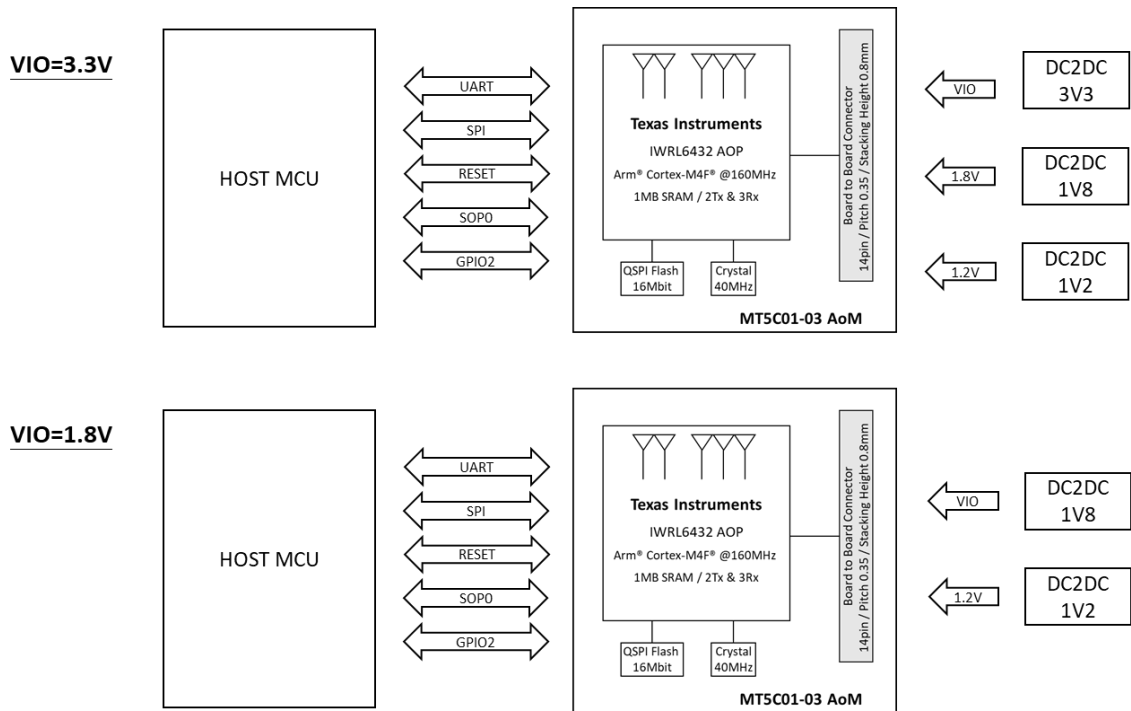 VIO=3.3V
HOST MCU
UART
SPI
RESET
SOP0
GPIO2
Texas Instruments
IWRL6432 AOP
Arm® Cortex-M4F® @160MHz
1MB SRAM / 2Tx & 3Rx
QSPI Flash
16Mbit
Crystal
40MHz
Board to Board Connector
14pin / Pitch 0.35 / Stacking Height 0.8mm
MT5C01-03 AoM
VIO
DC2DC
3V3
1.8V
DC2DC
1V8
1.2V
DC2DC
1V2
VIO=1.8V
HOST MCU
UART
SPI
RESET
SOP0
GPIO2
Texas Instruments
IWRL6432 AOP
Arm® Cortex-M4F® @160MHz
1MB SRAM / 2Tx & 3Rx
QSPI Flash
16Mbit
Crystal
40MHz
Board to Board Connector
14pin / Pitch 0.35 / Stacking Height 0.8mm
MT5C01-03 AoM
VIO
DC2DC
1V8
1.2V
DC2DC
1V2